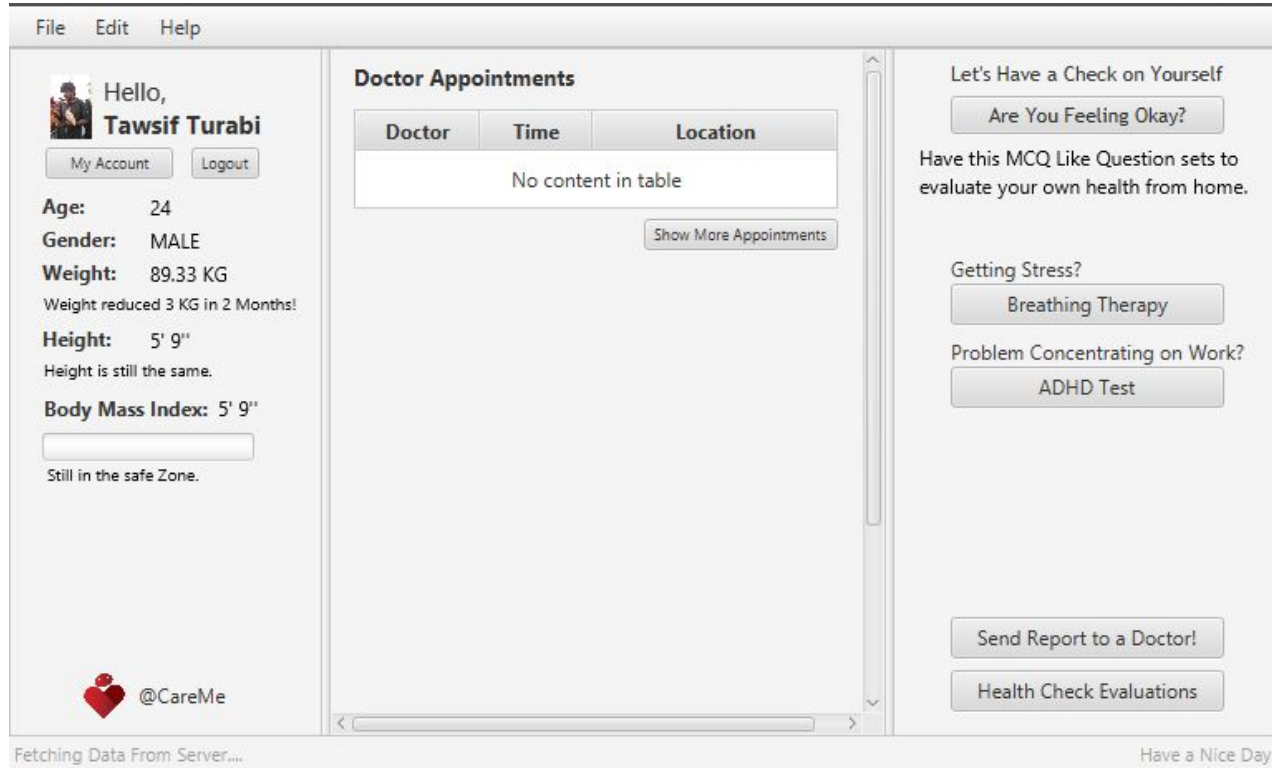 File Edit Help
Hello,
Tawsif Turabi
My Account Logout
Age: 24
Gender: MALE
Weight: 89.33 KG
Weight reduced 3 KG in 2 Months!
Height: 5' 9''
Height is still the same.
Body Mass Index: 5' 9''
Still in the safe Zone.
@CareMe
Doctor Appointments
Doctor Time Location
No content in table
Show More Appointments
Let's Have a Check on Yourself
Are You Feeling Okay?
Have this MCQ Like Question sets to
evaluate your own health from home.
Getting Stress?
Breathing Therapy
Problem Concentrating on Work?
ADHD Test
Send Report to a Doctor!
Health Check Evaluations
Fetching Data From Server....
Have a Nice Day